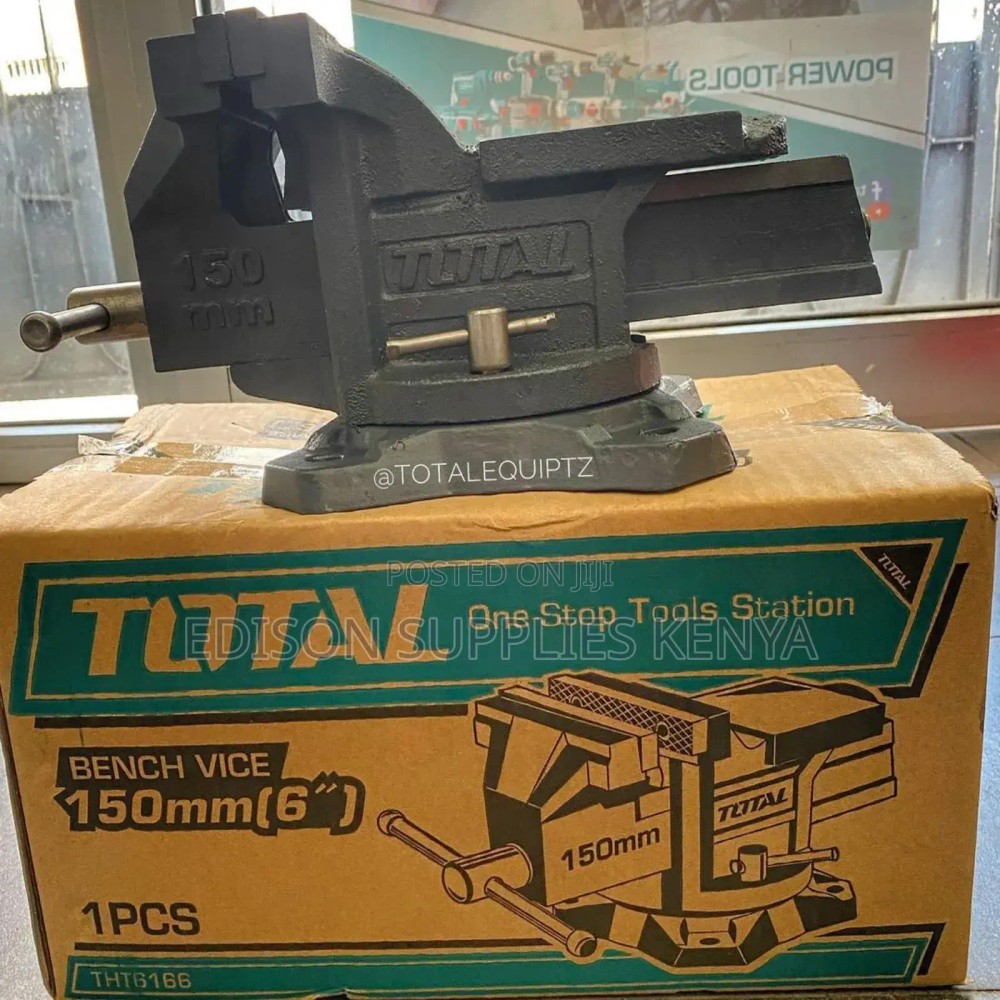 POWER TOOLS
150
mm
TOTAL
@TOTALEQUIPTZ
POSTED ON JIJI
EDISON SUPPLIES KENYA
TOTAL
One-Stop Tools Station
TOTAL
BENCH VICE
150mm(6″)
150mm
TOTAL
1PCS
THT6166